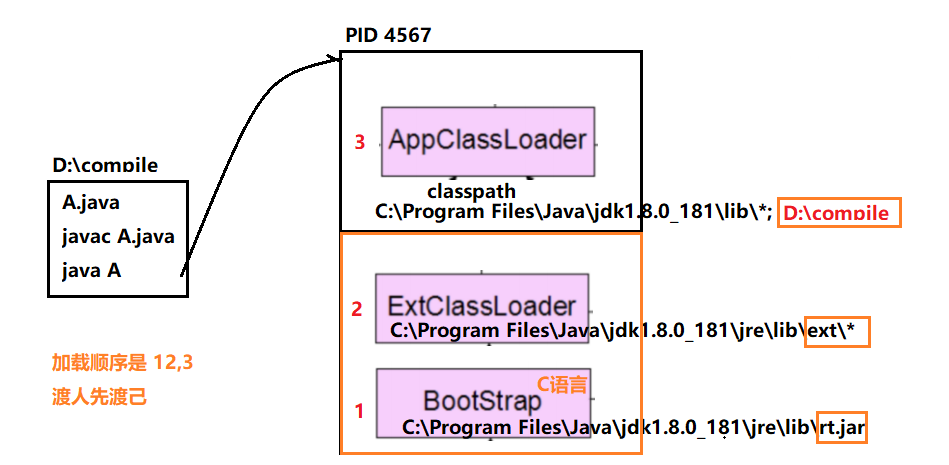 PID 4567
3
AppClassLoader
classpath
C:\Program Files\Java\jdk1.8.0_181\lib\*; D:\compile
D:\compile
A.java
javac A.java
java A
2
ExtClassLoader
C:\Program Files\Java\jdk1.8.0_181\jre\lib\ext\*
加载顺序是 12,3
渡人先渡己
C语言
1
BootStrap
C:\Program Files\Java\jdk1.8.0_181\jre\lib\rt.jar